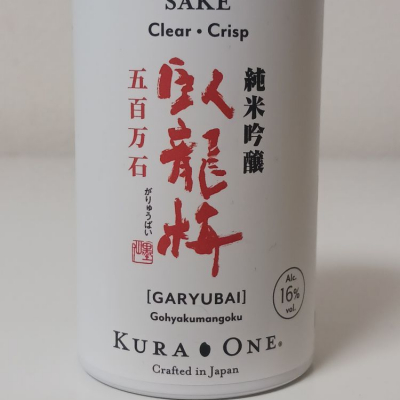 SAKE
Clear • Crisp
純米吟醸
臥龍梅
がりゅうばい
五百万石
[GARYUBAI]
Gohyakumangoku
Alc.
16%
vol.
KURA ONE®
Crafted in Japan